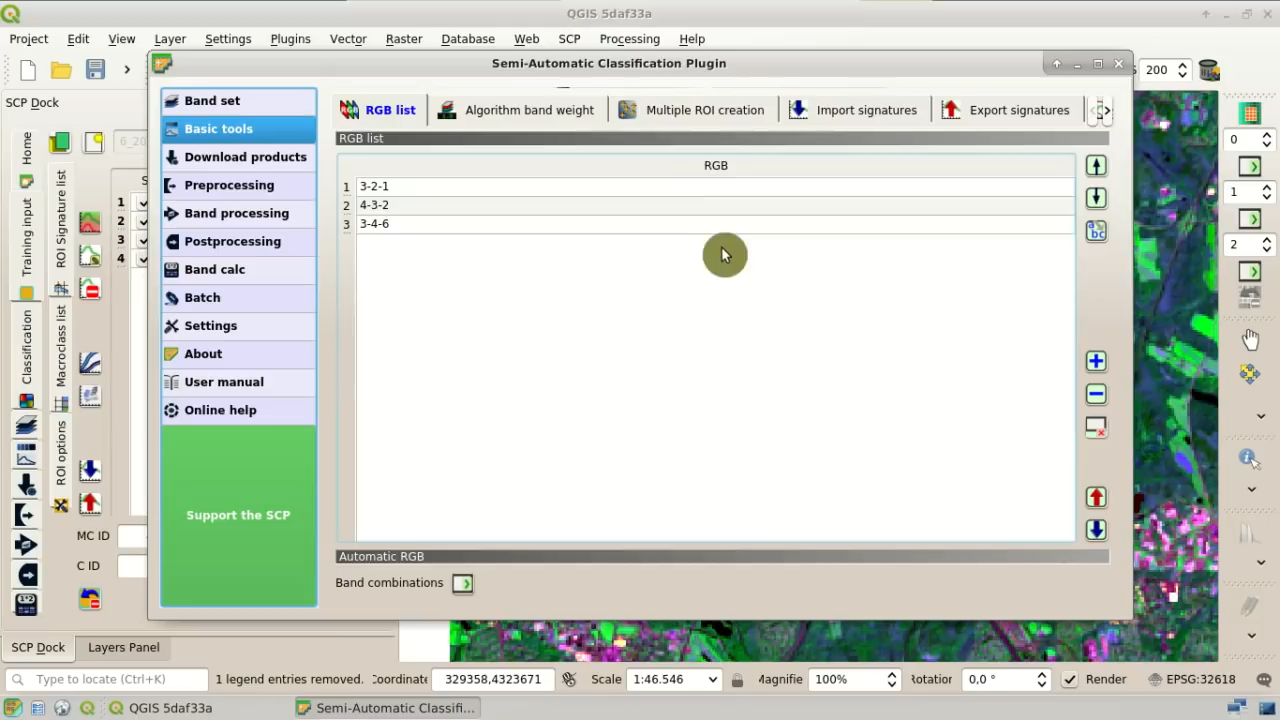 QGIS 5daf33a
Project Edit View Layer Settings Plugins Vector Raster Database Web SCP Processing Help
Semi-Automatic Classification Plugin
200
SCP Dock
Band set
Basic tools
Download products
Preprocessing
Band processing
Postprocessing
Band calc
Batch
Settings
About
User manual
Online help
Support the SCP
RGB list
Algorithm band weight
Multiple ROI creation
Import signatures
Export signatures
RGB list
RGB
1 3-2-1
2 4-3-2
3 3-4-6
Automatic RGB
Band combinations
Home
Training input
Classification
ROI Signature list
Macroclass list
ROI options
S
1
2
3
4
MC ID
C ID
0
1
2
SCP Dock
Layers Panel
Type to locate (Ctrl+K)
1 legend entries removed.
oordinate
329358,4323671
Scale
1:46.546
Magnifie
100%
Rotation
0,0 °
Render
EPSG:32618
QGIS 5daf33a
Semi-Automatic Classifi...